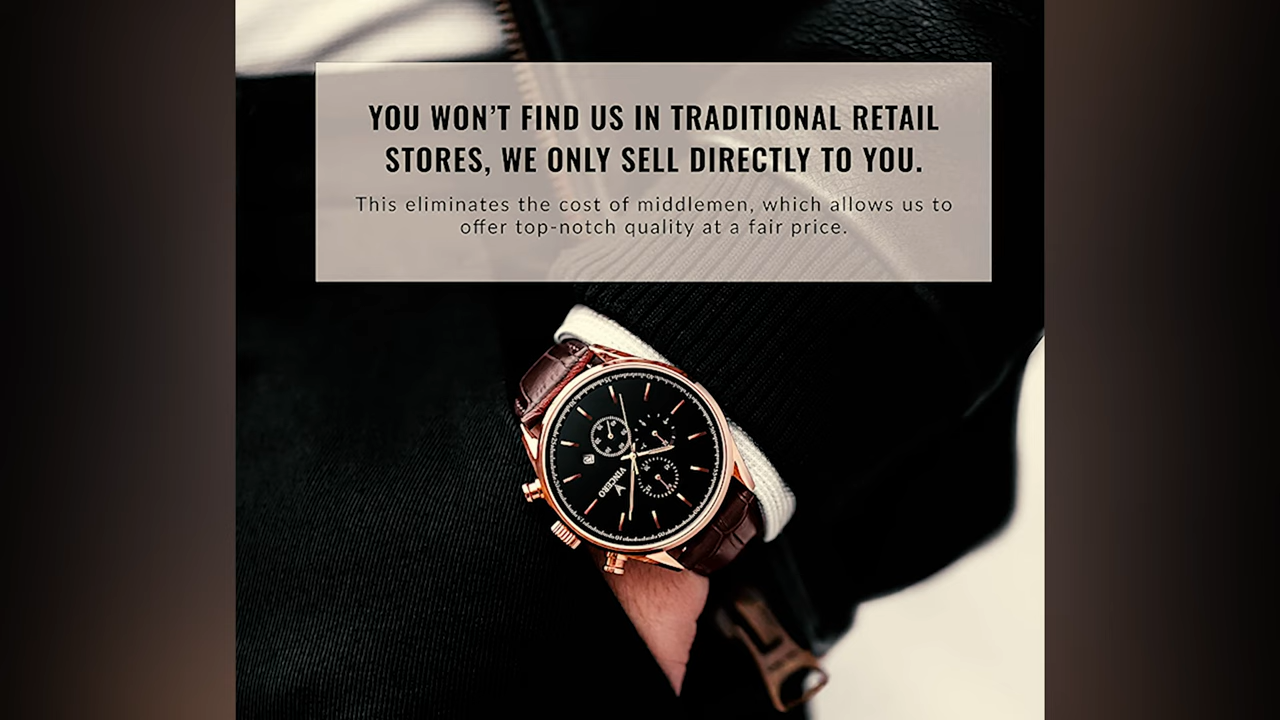 YOU WON'T FIND US IN TRADITIONAL RETAIL
STORES, WE ONLY SELL DIRECTLY TO YOU.
This eliminates the cost of middlemen, which allows us to
offer top-notch quality at a fair price.
VINCERO